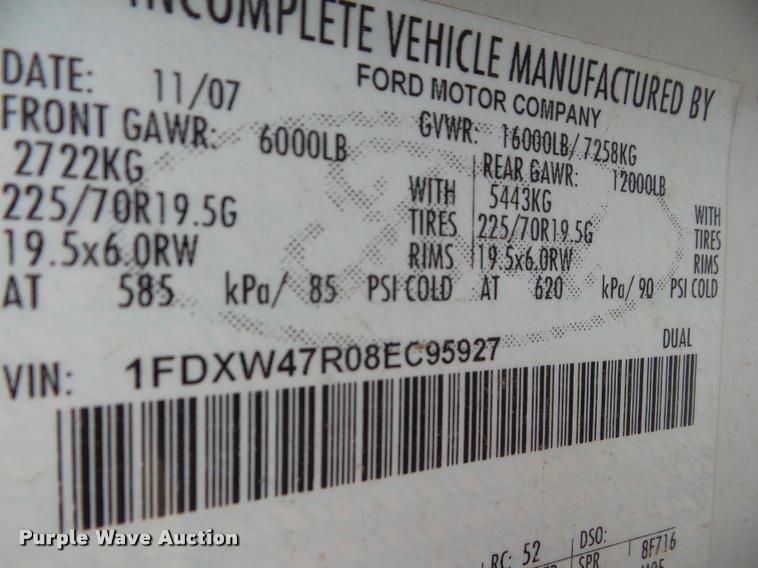 INCOMPLETE VEHICLE MANUFACTURED BY
FORD MOTOR COMPANY
DATE: 11/07 GVWR: 16000LB/ 7258KG
FRONT GAWR: 6000LB REAR GAWR: 12000LB
2722KG WITH 5443KG WITH
225/70R19.5G TIRES 225/70R19.5G TIRES
19.5x6.0RW RIMS 19.5x6.0RW RIMS
AT 585 kPa/ 85 PSI COLD AT 620 kPa/ 90 PSI COLD
VIN: 1FDXW47R08EC95927 DUAL
RC: 52 DSO:
SPR 8F716
Purple Wave Auction